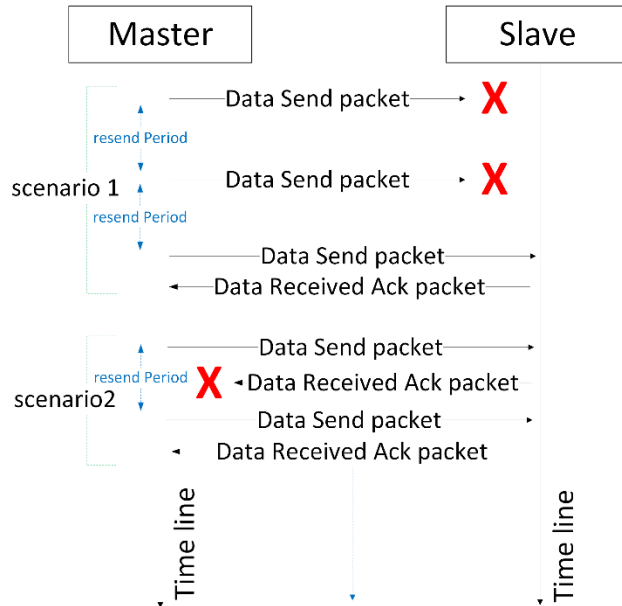 Master
Slave
Data Send packet
X
resend Period
Data Send packet
X
scenario 1
resend Period
Data Send packet
Data Received Ack packet
Data Send packet
resend Period
X
Data Received Ack packet
scenario2
Data Send packet
Data Received Ack packet
Time line
Time line